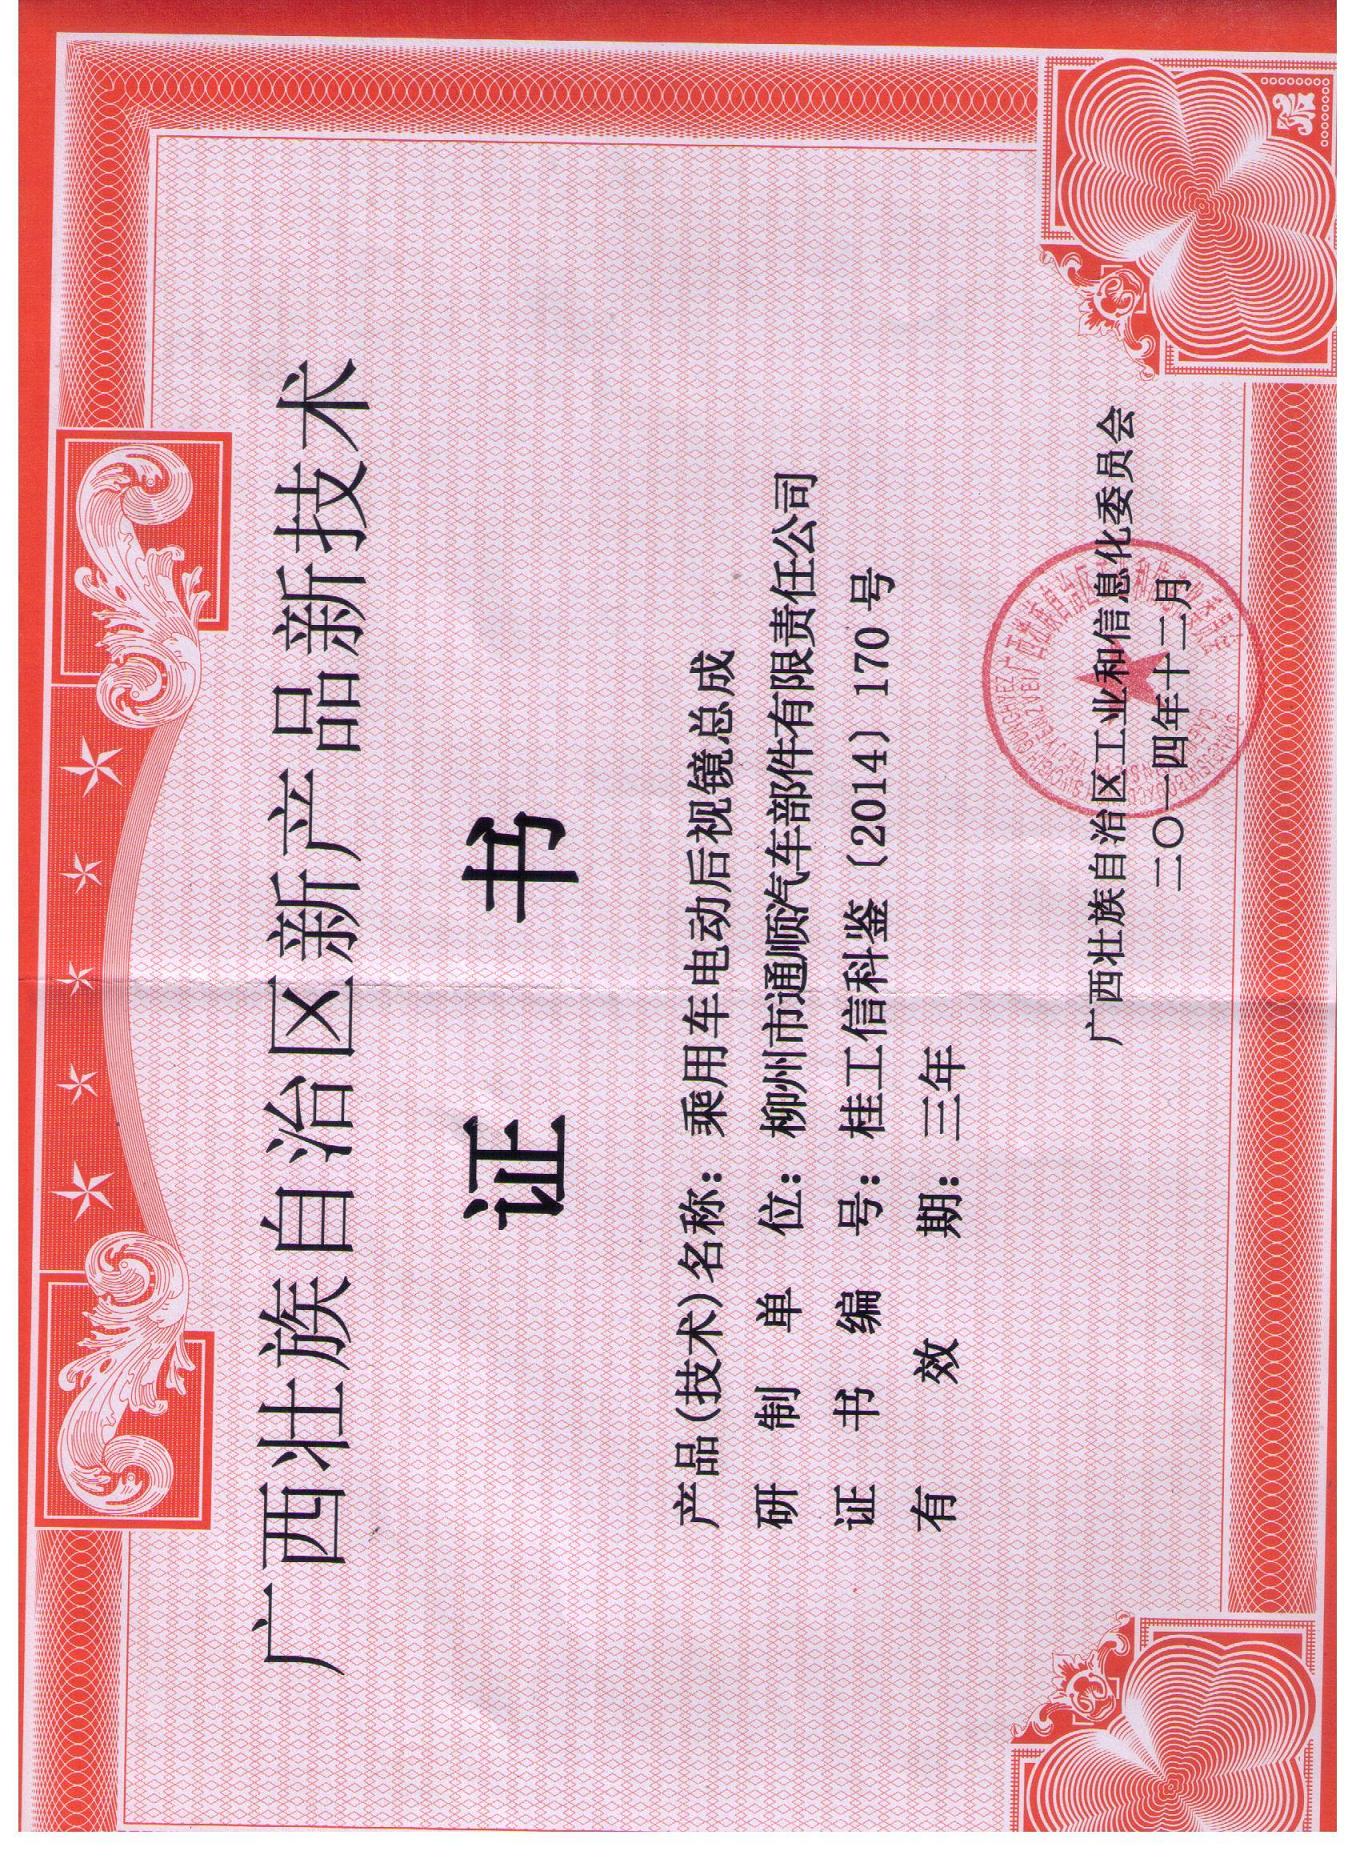 广西壮族自治区新产品新技术
证 书
产品(技术)名称: 乘用车电动后视镜总成
研制单位: 柳州市通顺汽车部件有限责任公司
证书编号: 桂工信科鉴〔2014〕170号
有效期: 三年
广西壮族自治区工业和信息化委员会
二〇一四年十二月